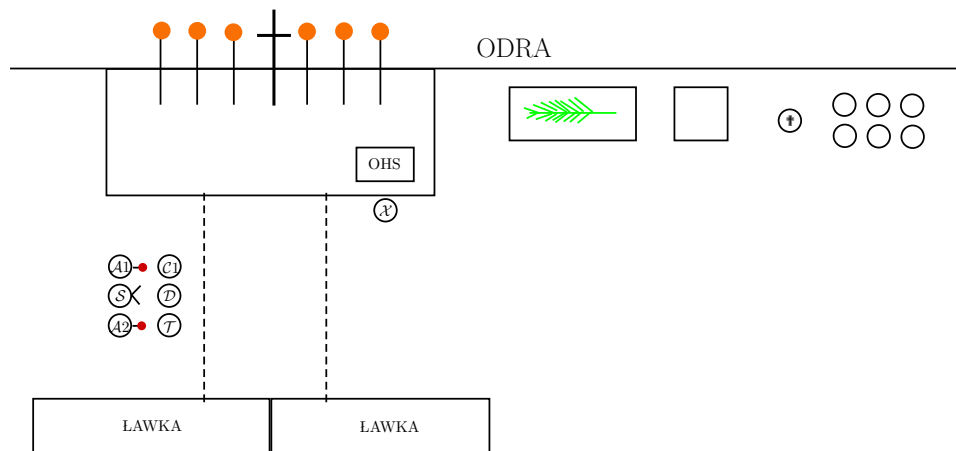 ODRA
OHS
X
A1 C1
S D
A2 T
ŁAWKA ŁAWKA